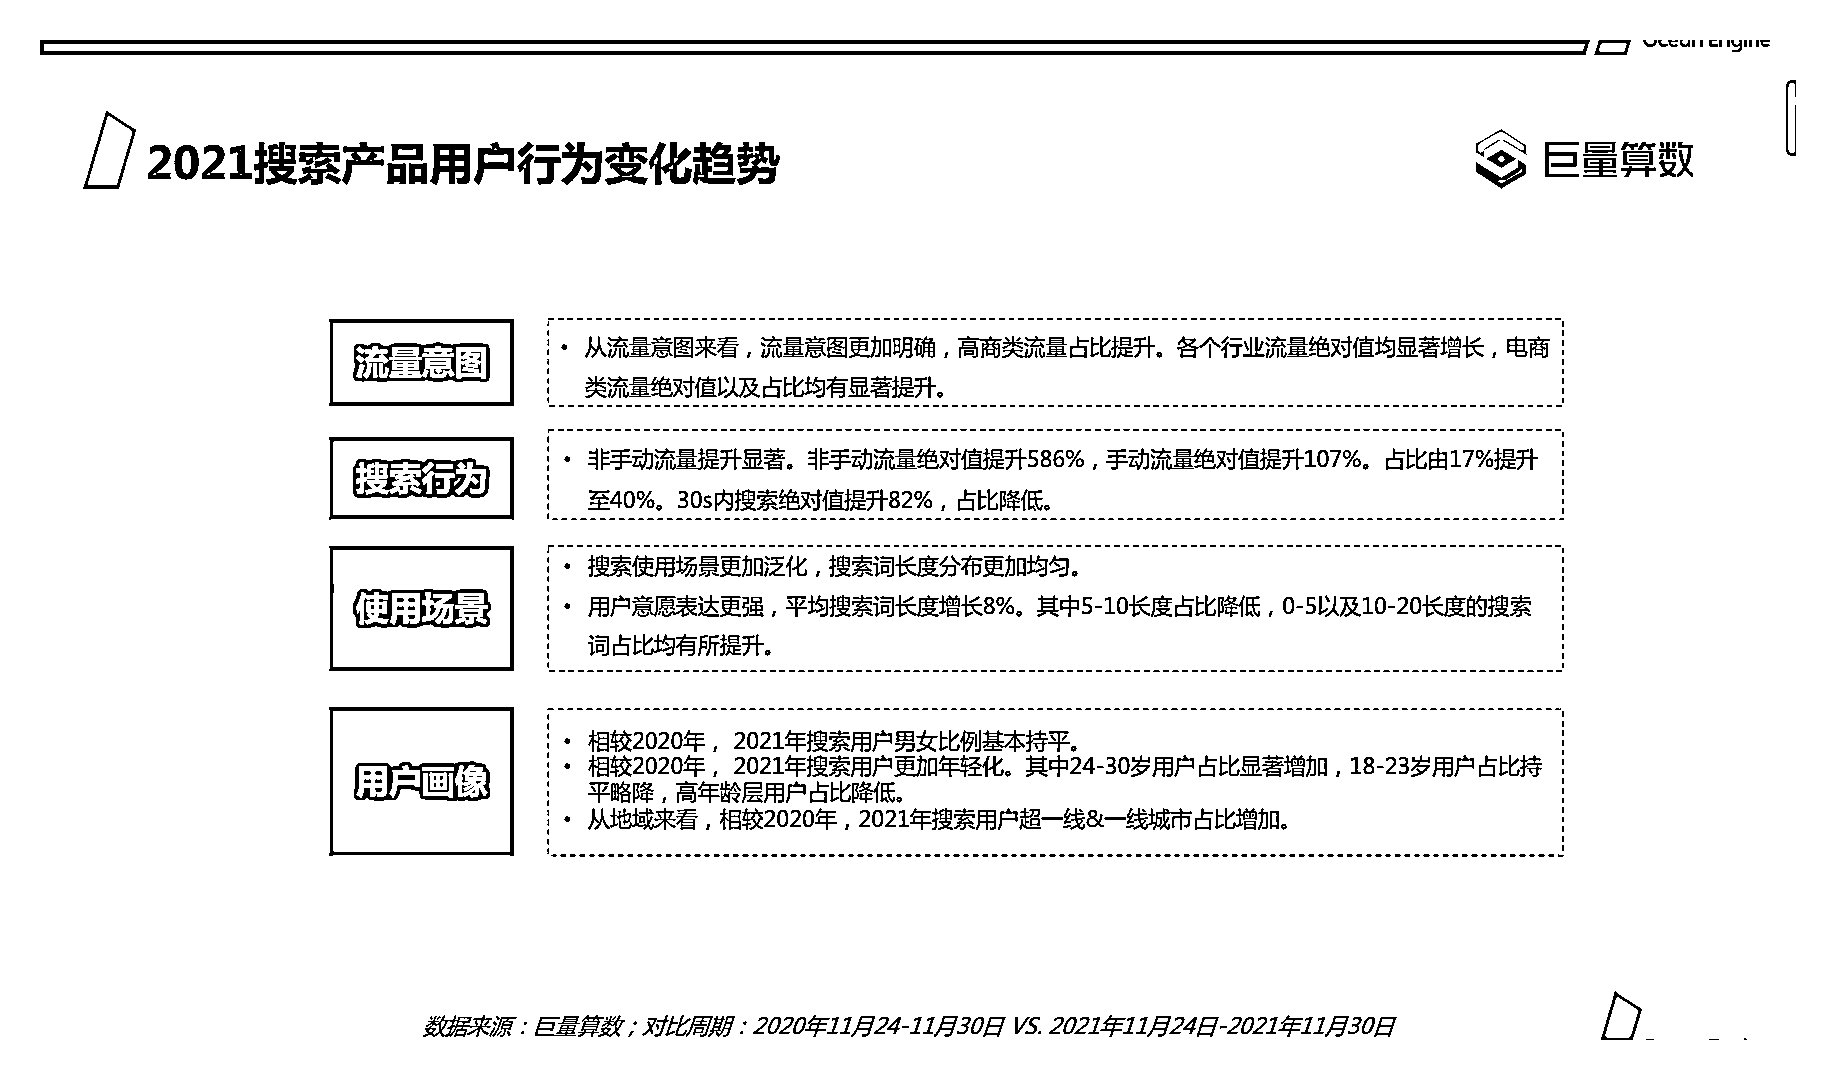 Ocean Engine
2021搜索产品用户行为变化趋势
巨量算数
流量意图
• 从流量意图来看，流量意图更加明确，高商类流量占比提升。各个行业流量绝对值均显著增长，电商
类流量绝对值以及占比均有显著提升。
搜索行为
• 非手动流量提升显著。非手动流量绝对值提升586%，手动流量绝对值提升107%。占比由17%提升
至40%。30s内搜索绝对值提升82%，占比降低。
使用场景
• 搜索使用场景更加泛化，搜索词长度分布更加均匀。
• 用户意愿表达更强，平均搜索词长度增长8%。其中5-10长度占比降低，0-5以及10-20长度的搜索
词占比均有所提升。
用户画像
• 相较2020年， 2021年搜索用户男女比例基本持平。
• 相较2020年， 2021年搜索用户更加年轻化。其中24-30岁用户占比显著增加，18-23岁用户占比持
平略降，高年龄层用户占比降低。
• 从地域来看，相较2020年，2021年搜索用户超一线&一线城市占比增加。
数据来源：巨量算数；对比周期：2020年11月24-11月30日 VS. 2021年11月24日-2021年11月30日